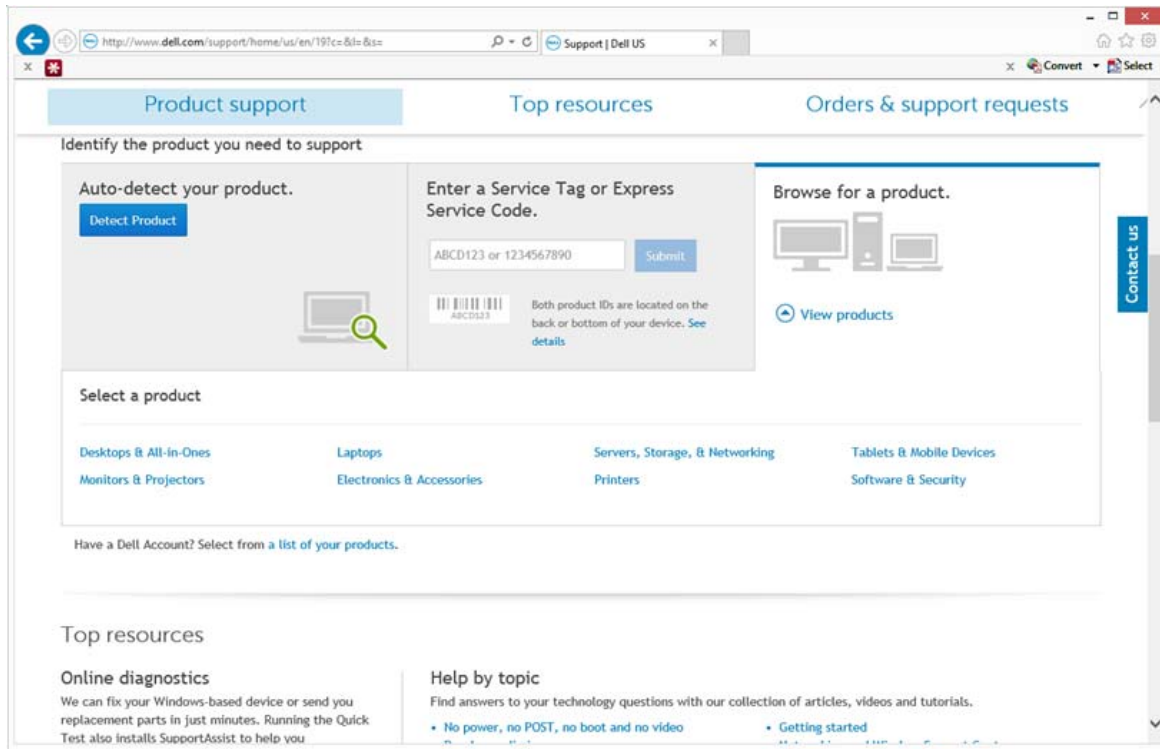 http://www.dell.com/support/home/us/en/19?c=&l=&s=
Support | Dell US
Convert
Select
Product support
Top resources
Orders & support requests
Identify the product you need to support
Auto-detect your product.
Detect Product
Enter a Service Tag or Express
Service Code.
ABCD123 or 1234567890
Submit
ABCD123
Both product IDs are located on the
back or bottom of your device. See
details
Browse for a product.
View products
Contact us
Select a product
Desktops & All-in-Ones
Laptops
Servers, Storage, & Networking
Tablets & Mobile Devices
Monitors & Projectors
Electronics & Accessories
Printers
Software & Security
Have a Dell Account? Select from a list of your products.
Top resources
Online diagnostics
We can fix your Windows-based device or send you
replacement parts in just minutes. Running the Quick
Test also installs SupportAssist to help you
Help by topic
Find answers to your technology questions with our collection of articles, videos and tutorials.
• No power, no POST, no boot and no video
• Getting started